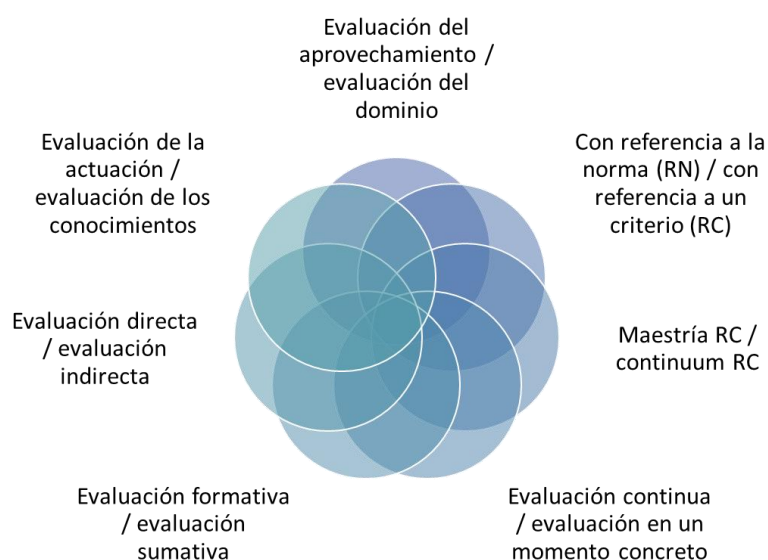 Evaluación del
aprovechamiento /
evaluación del
dominio
Con referencia a la
norma (RN) / con
referencia a un
criterio (RC)
Maestría RC /
continuum RC
Evaluación continua
/ evaluación en un
momento concreto
Evaluación formativa
/ evaluación
sumativa
Evaluación directa
/ evaluación
indirecta
Evaluación de la
actuación /
evaluación de los
conocimientos